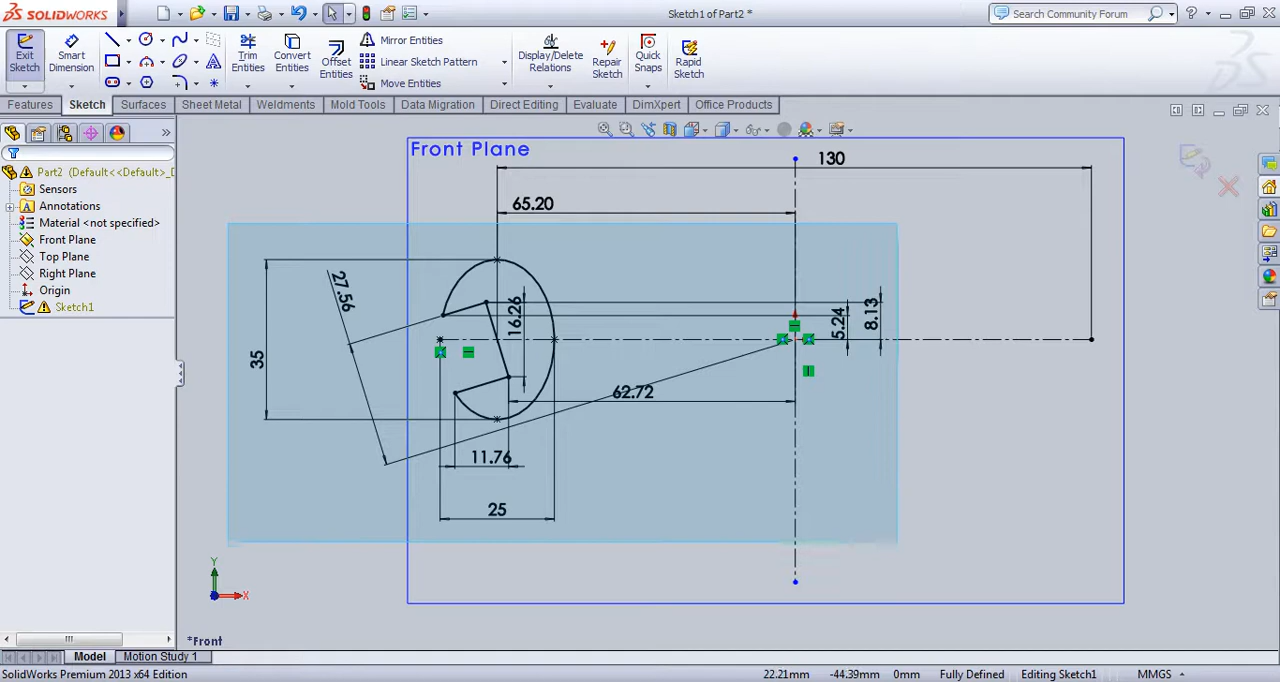 SOLIDWORKS
Sketch1 of Part2 *
Search Community Forum
Exit Sketch
Smart Dimension
Trim Entities
Convert Entities
Offset Entities
Mirror Entities
Linear Sketch Pattern
Move Entities
Display/Delete Relations
Repair Sketch
Quick Snaps
Rapid Sketch
Features
Sketch
Surfaces
Sheet Metal
Weldments
Mold Tools
Data Migration
Direct Editing
Evaluate
DimXpert
Office Products
Part2 (Default<<Default>_D
Sensors
Annotations
Material <not specified>
Front Plane
Top Plane
Right Plane
Origin
Sketch1
Front Plane
130
65.20
27.56
16.26
5.24
8.13
35
62.72
11.76
25
Y
X
*Front
Model
Motion Study 1
SolidWorks Premium 2013 x64 Edition
22.21mm
-44.39mm
0mm
Fully Defined
Editing Sketch1
MMGS